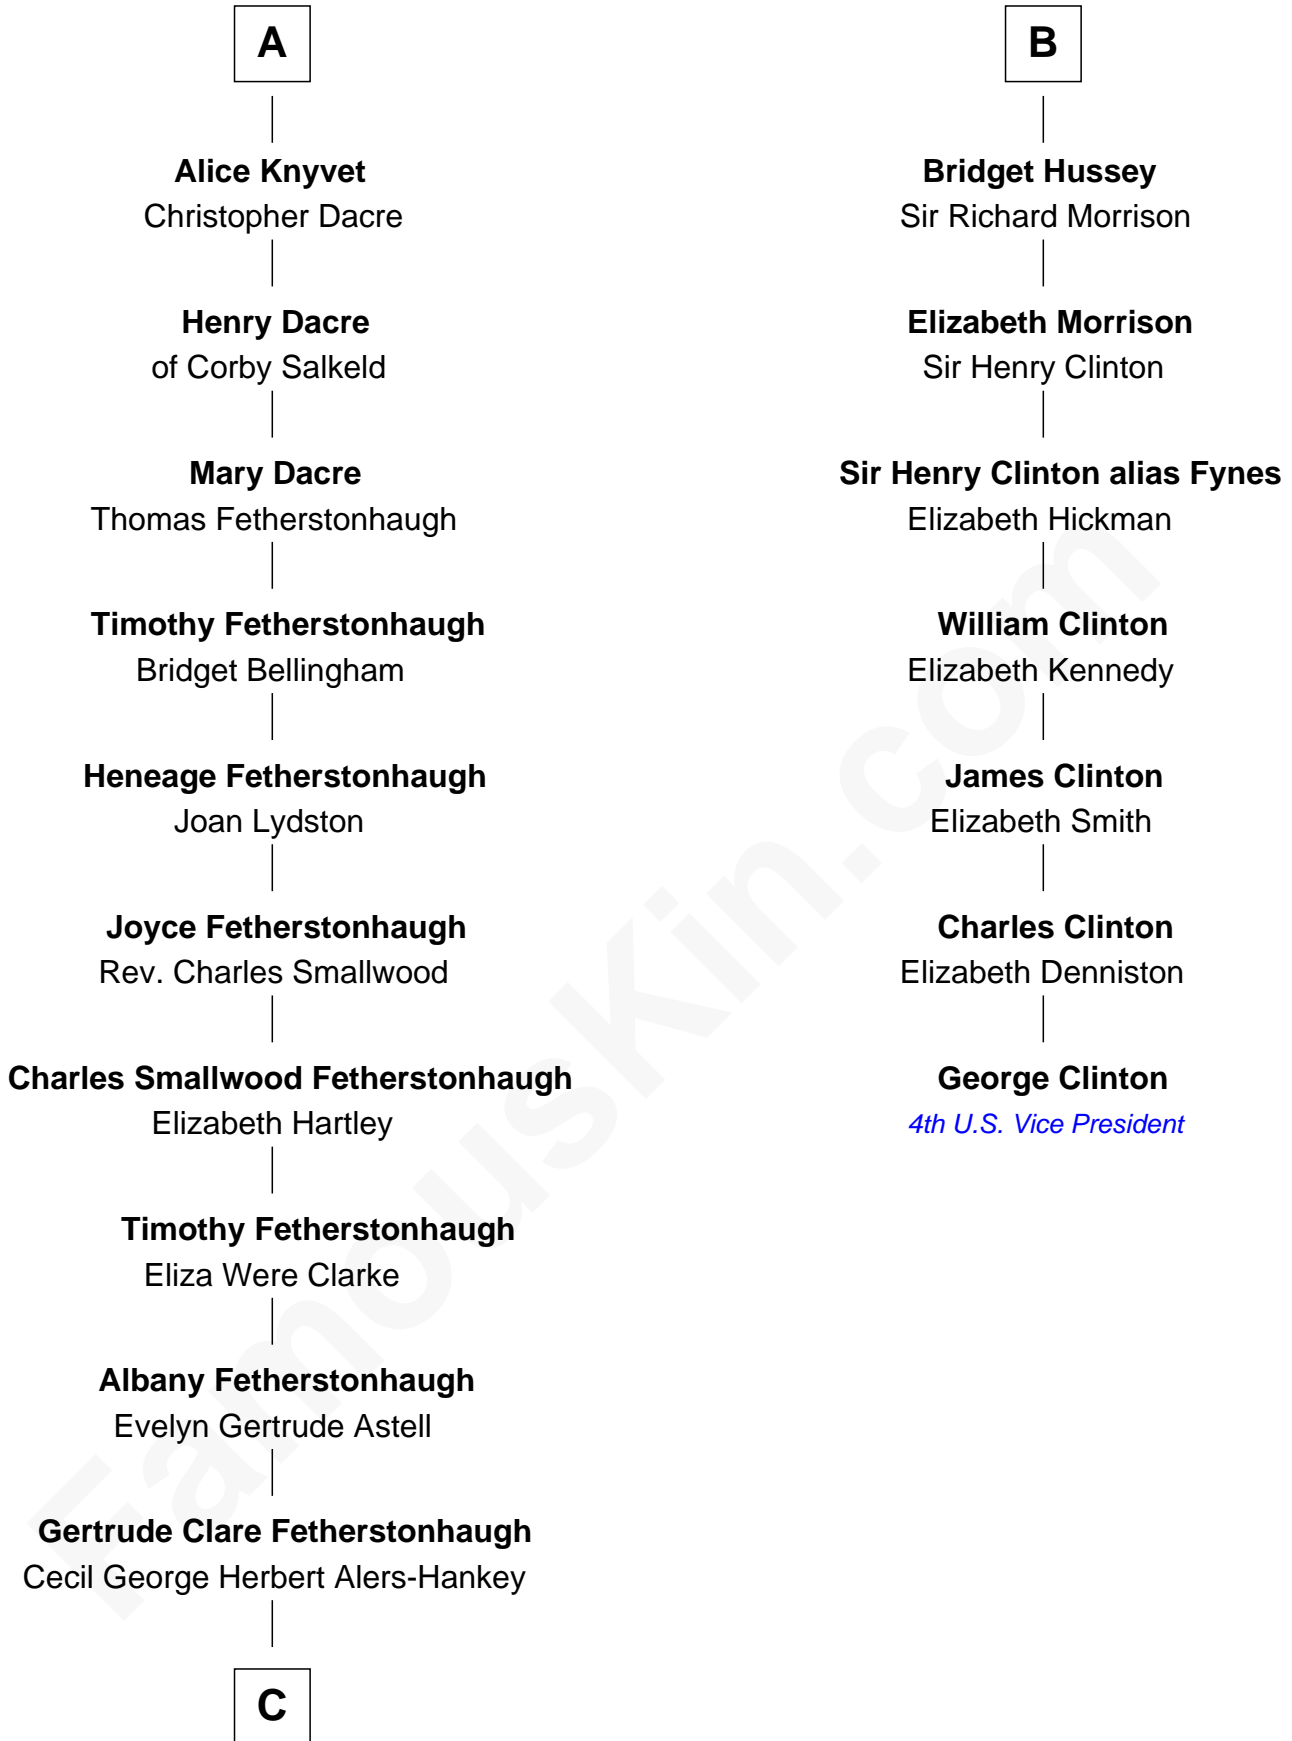 A
Alice Knyvet
Christopher Dacre
Henry Dacre
of Corby Salkeld
Mary Dacre
Thomas Fetherstonhaugh
Timothy Fetherstonhaugh
Bridget Bellingham
Heneage Fetherstonhaugh
Joan Lydston
Joyce Fetherstonhaugh
Rev. Charles Smallwood
Charles Smallwood Fetherstonhaugh
Elizabeth Hartley
Timothy Fetherstonhaugh
Eliza Were Clarke
Albany Fetherstonhaugh
Evelyn Gertrude Astell
Gertrude Clare Fetherstonhaugh
Cecil George Herbert Alers-Hankey
C
B
Bridget Hussey
Sir Richard Morrison
Elizabeth Morrison
Sir Henry Clinton
Sir Henry Clinton alias Fynes
Elizabeth Hickman
William Clinton
Elizabeth Kennedy
James Clinton
Elizabeth Smith
Charles Clinton
Elizabeth Denniston
George Clinton
4th U.S. Vice President
FamousKin.com